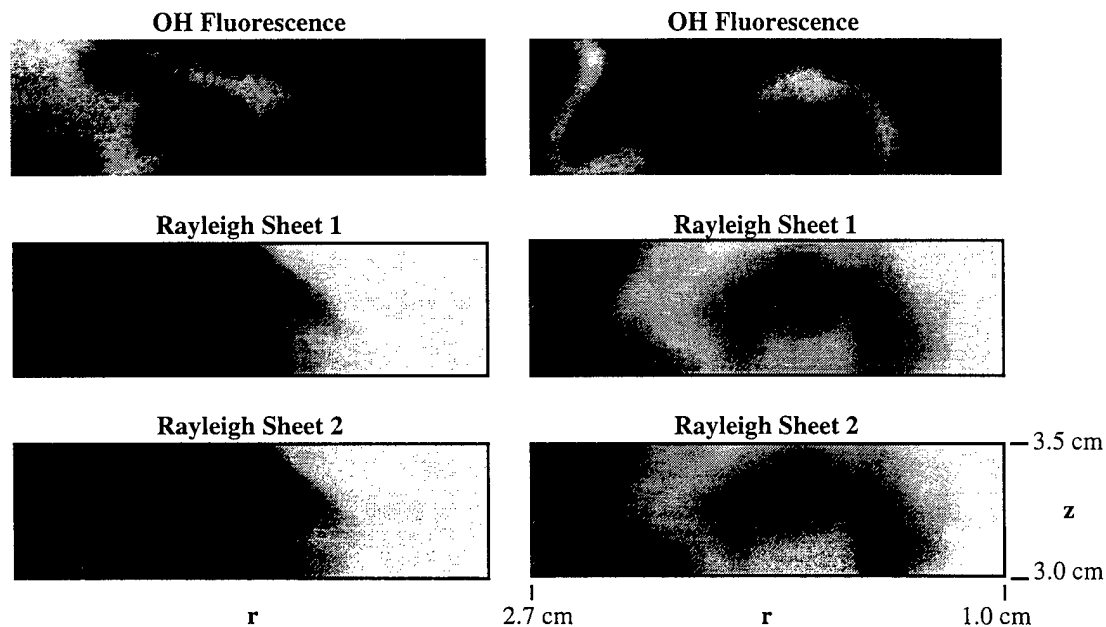 OH Fluorescence
OH Fluorescence
Rayleigh Sheet 1
Rayleigh Sheet 1
Rayleigh Sheet 2
Rayleigh Sheet 2
3.5 cm
z
3.0 cm
r
2.7 cm
r
1.0 cm